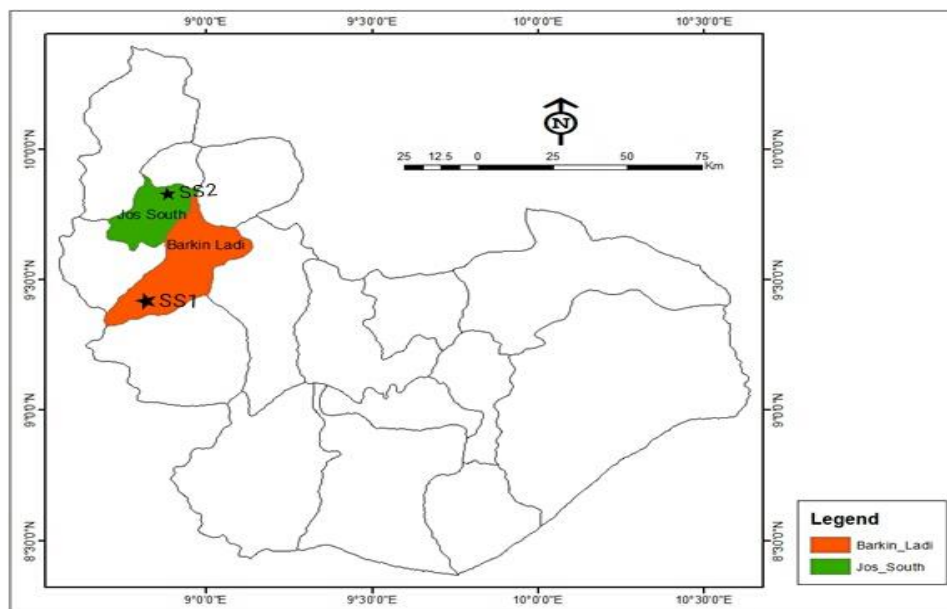 9°0'0"E 9°30'0"E 10°0'0"E 10°30'0"E
10°0'0"N 10°0'0"N
N
25 12.5 0 25 50 75
Km
SS2
Jos South
Barkin Ladi
9°30'0"N 9°30'0"N
SS1
9°0'0"N 9°0'0"N
8°30'0"N 8°30'0"N
Legend
Barkin_Ladi
Jos_South
9°0'0"E 9°30'0"E 10°0'0"E 10°30'0"E